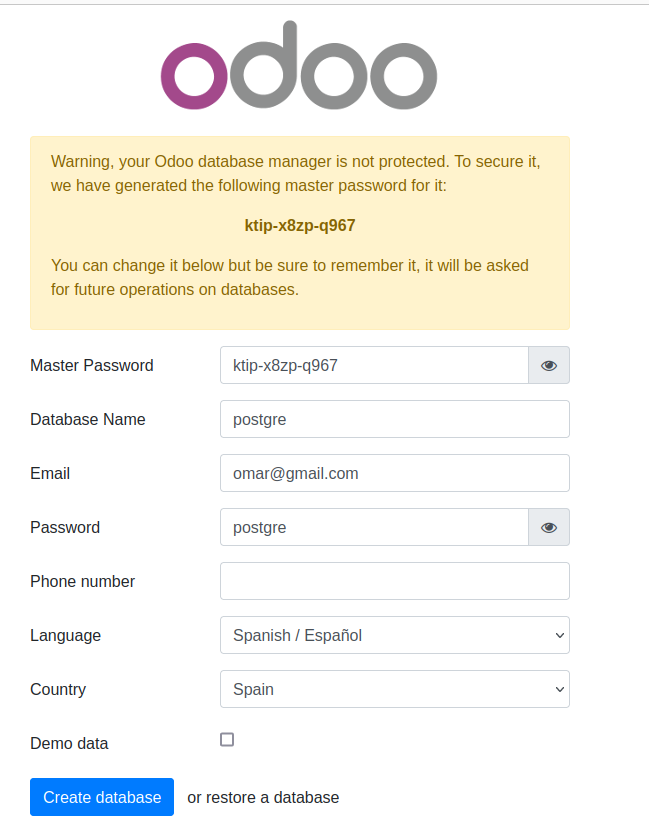 odoo
Warning, your Odoo database manager is not protected. To secure it,
we have generated the following master password for it:
ktip-x8zp-q967
You can change it below but be sure to remember it, it will be asked
for future operations on databases.
Master Password ktip-x8zp-q967
Database Name postgre
Email omar@gmail.com
Password postgre
Phone number
Language Spanish / Español
Country Spain
Demo data
Create database or restore a database